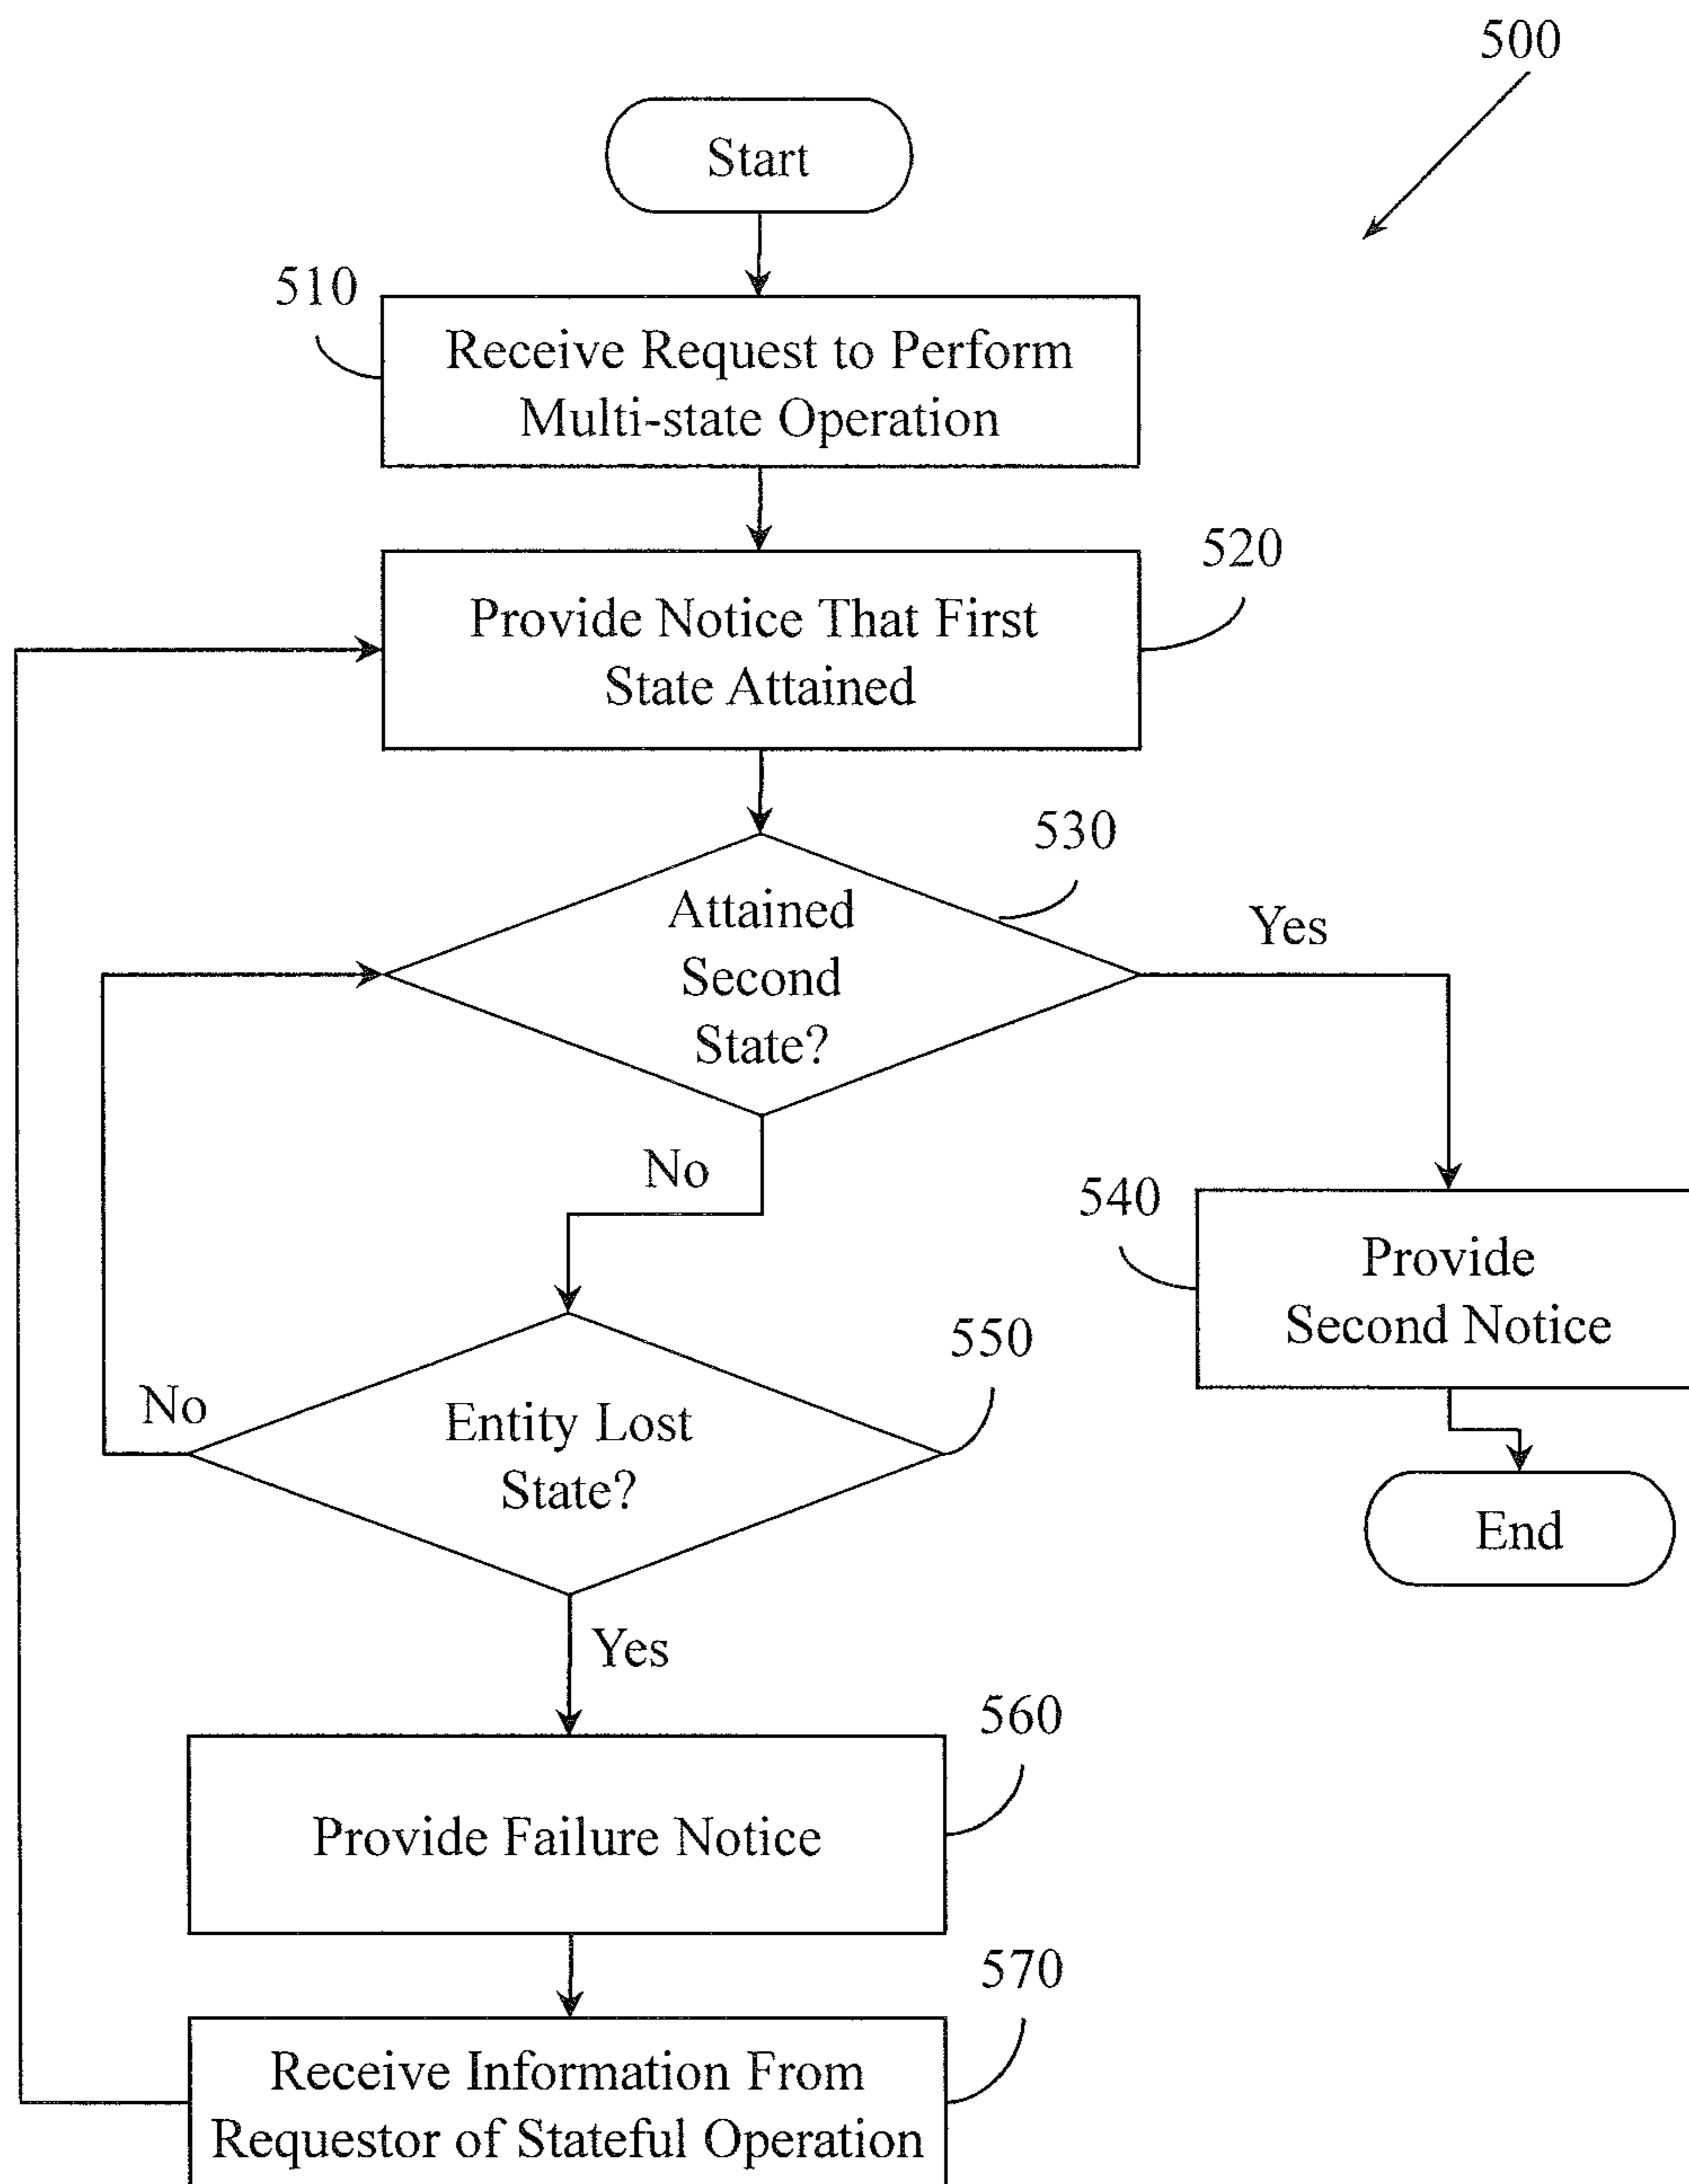 500
Start
510
Receive Request to Perform
Multi-state Operation
520
Provide Notice That First
State Attained
530
Attained
Second
State?
Yes
No
540
Provide
Second Notice
550
Entity Lost
State?
No
End
Yes
560
Provide Failure Notice
570
Receive Information From
Requestor of Stateful Operation